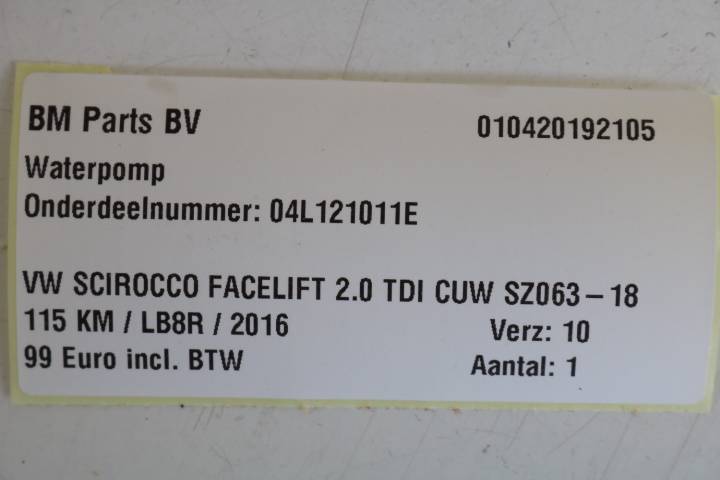 BM Parts BV 010420192105
Waterpomp
Onderdeelnummer: 04L121011E
VW SCIROCCO FACELIFT 2.0 TDI CUW SZ063-18
115 KM / LB8R / 2016 Verz: 10
99 Euro incl. BTW Aantal: 1